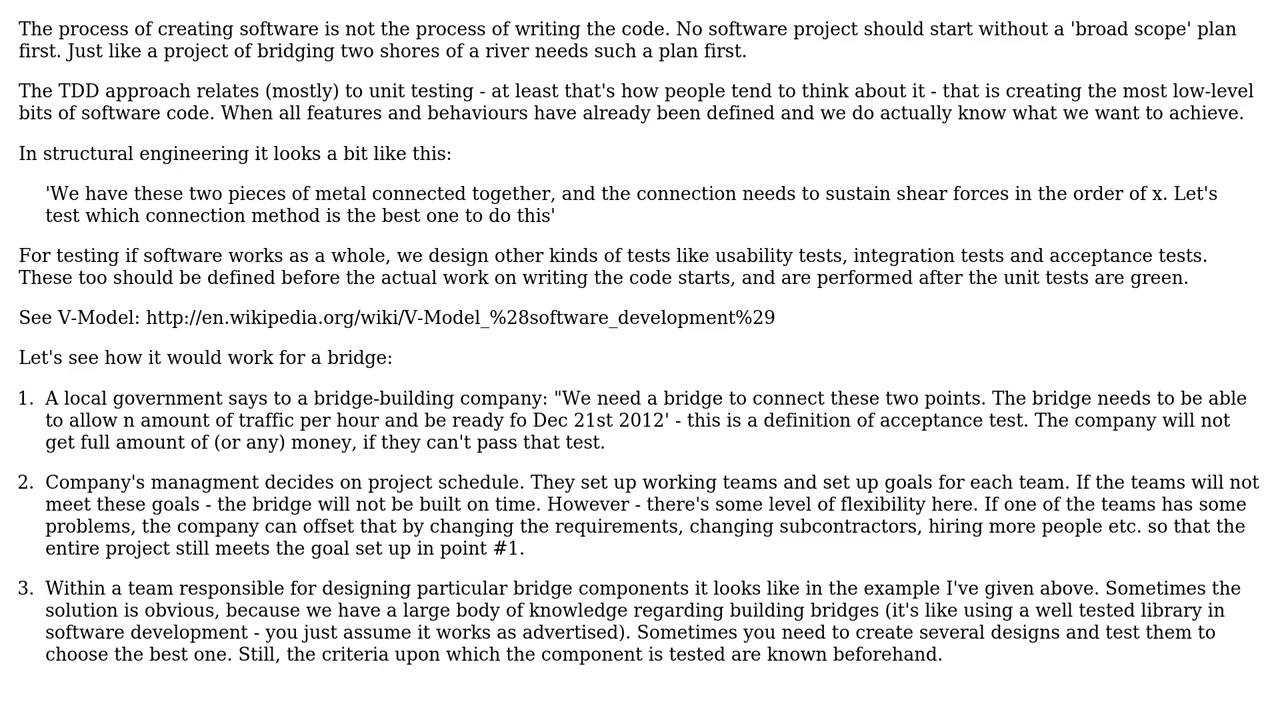 The process of creating software is not the process of writing the code. No software project should start without a 'broad scope' plan
first. Just like a project of bridging two shores of a river needs such a plan first.
The TDD approach relates (mostly) to unit testing - at least that's how people tend to think about it - that is creating the most low-level
bits of software code. When all features and behaviours have already been defined and we do actually know what we want to achieve.
In structural engineering it looks a bit like this:
'We have these two pieces of metal connected together, and the connection needs to sustain shear forces in the order of x. Let's
test which connection method is the best one to do this'
For testing if software works as a whole, we design other kinds of tests like usability tests, integration tests and acceptance tests.
These too should be defined before the actual work on writing the code starts, and are performed after the unit tests are green.
See V-Model: http://en.wikipedia.org/wiki/V-Model_%28software_development%29
Let's see how it would work for a bridge:
1. A local government says to a bridge-building company: "We need a bridge to connect these two points. The bridge needs to be able
to allow n amount of traffic per hour and be ready fo Dec 21st 2012' - this is a definition of acceptance test. The company will not
get full amount of (or any) money, if they can't pass that test.
2. Company's managment decides on project schedule. They set up working teams and set up goals for each team. If the teams will not
meet these goals - the bridge will not be built on time. However - there's some level of flexibility here. If one of the teams has some
problems, the company can offset that by changing the requirements, changing subcontractors, hiring more people etc. so that the
entire project still meets the goal set up in point #1.
3. Within a team responsible for designing particular bridge components it looks like in the example I've given above. Sometimes the
solution is obvious, because we have a large body of knowledge regarding building bridges (it's like using a well tested library in
software development - you just assume it works as advertised). Sometimes you need to create several designs and test them to
choose the best one. Still, the criteria upon which the component is tested are known beforehand.